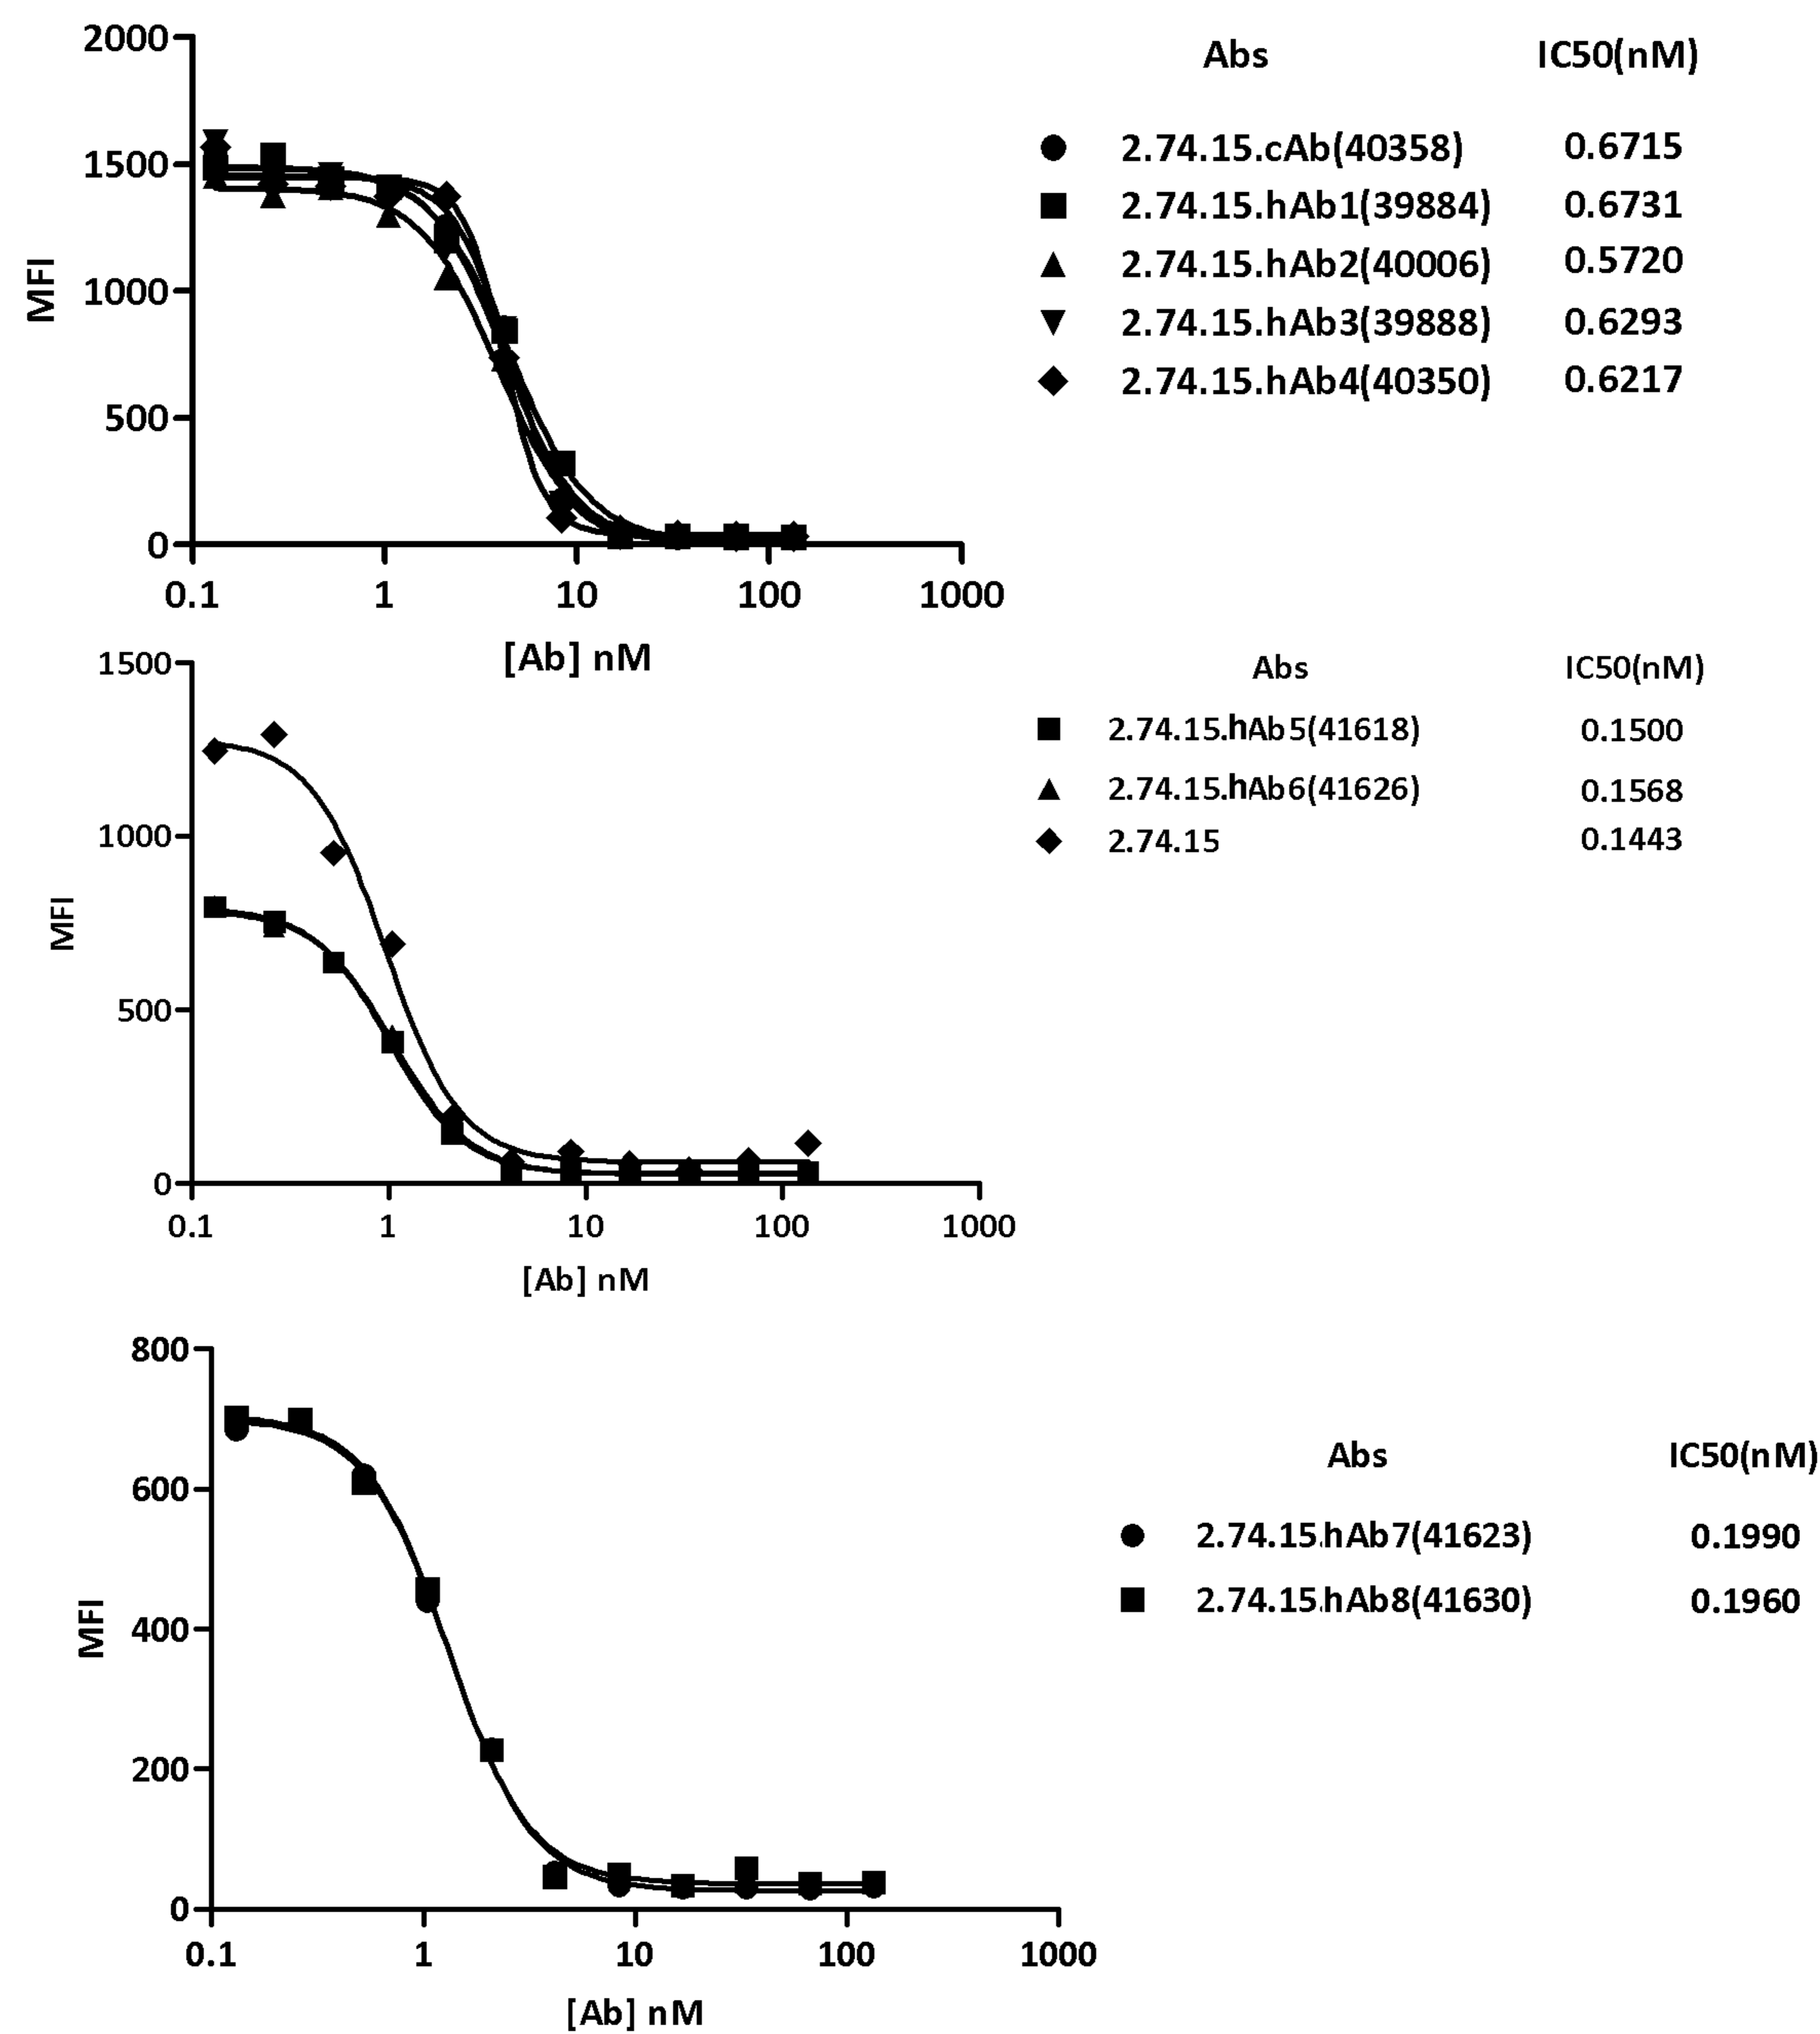 2000
1500
1000
500
0
MFI
0.1 1 10 100 1000
[Ab] nM
Abs IC50(nM)
2.74.15.cAb(40358) 0.6715
2.74.15.hAb1(39884) 0.6731
2.74.15.hAb2(40006) 0.5720
2.74.15.hAb3(39888) 0.6293
2.74.15.hAb4(40350) 0.6217
1500
1000
500
0
MFI
0.1 1 10 100 1000
[Ab] nM
Abs IC50(nM)
2.74.15.hAb5(41618) 0.1500
2.74.15.hAb6(41626) 0.1568
2.74.15 0.1443
800
600
400
200
0
MFI
0.1 1 10 100 1000
[Ab] nM
Abs IC50(nM)
2.74.15.hAb7(41623) 0.1990
2.74.15.hAb8(41630) 0.1960